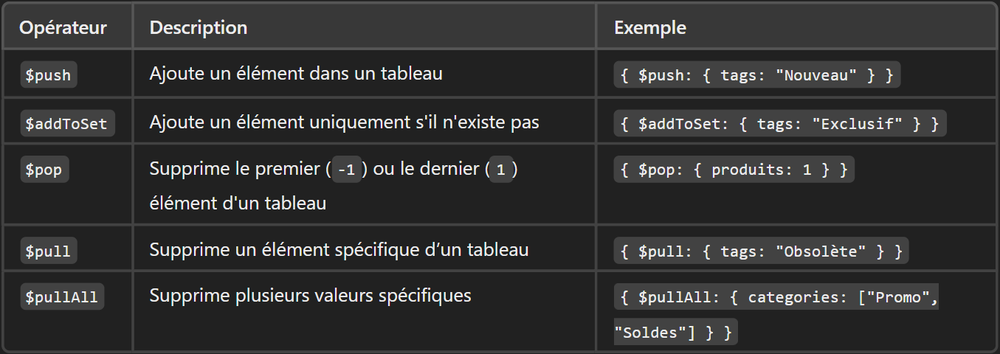 Opérateur Description Exemple
$push Ajoute un élément dans un tableau { $push: { tags: "Nouveau" } }
$addToSet Ajoute un élément uniquement s'il n'existe pas { $addToSet: { tags: "Exclusif" } }
$pop Supprime le premier (-1) ou le dernier (1) { $pop: { produits: 1 } }
élément d'un tableau
$pull Supprime un élément spécifique d’un tableau { $pull: { tags: "Obsolète" } }
$pullAll Supprime plusieurs valeurs spécifiques { $pullAll: { categories: ["Promo",
"Soldes"] } }